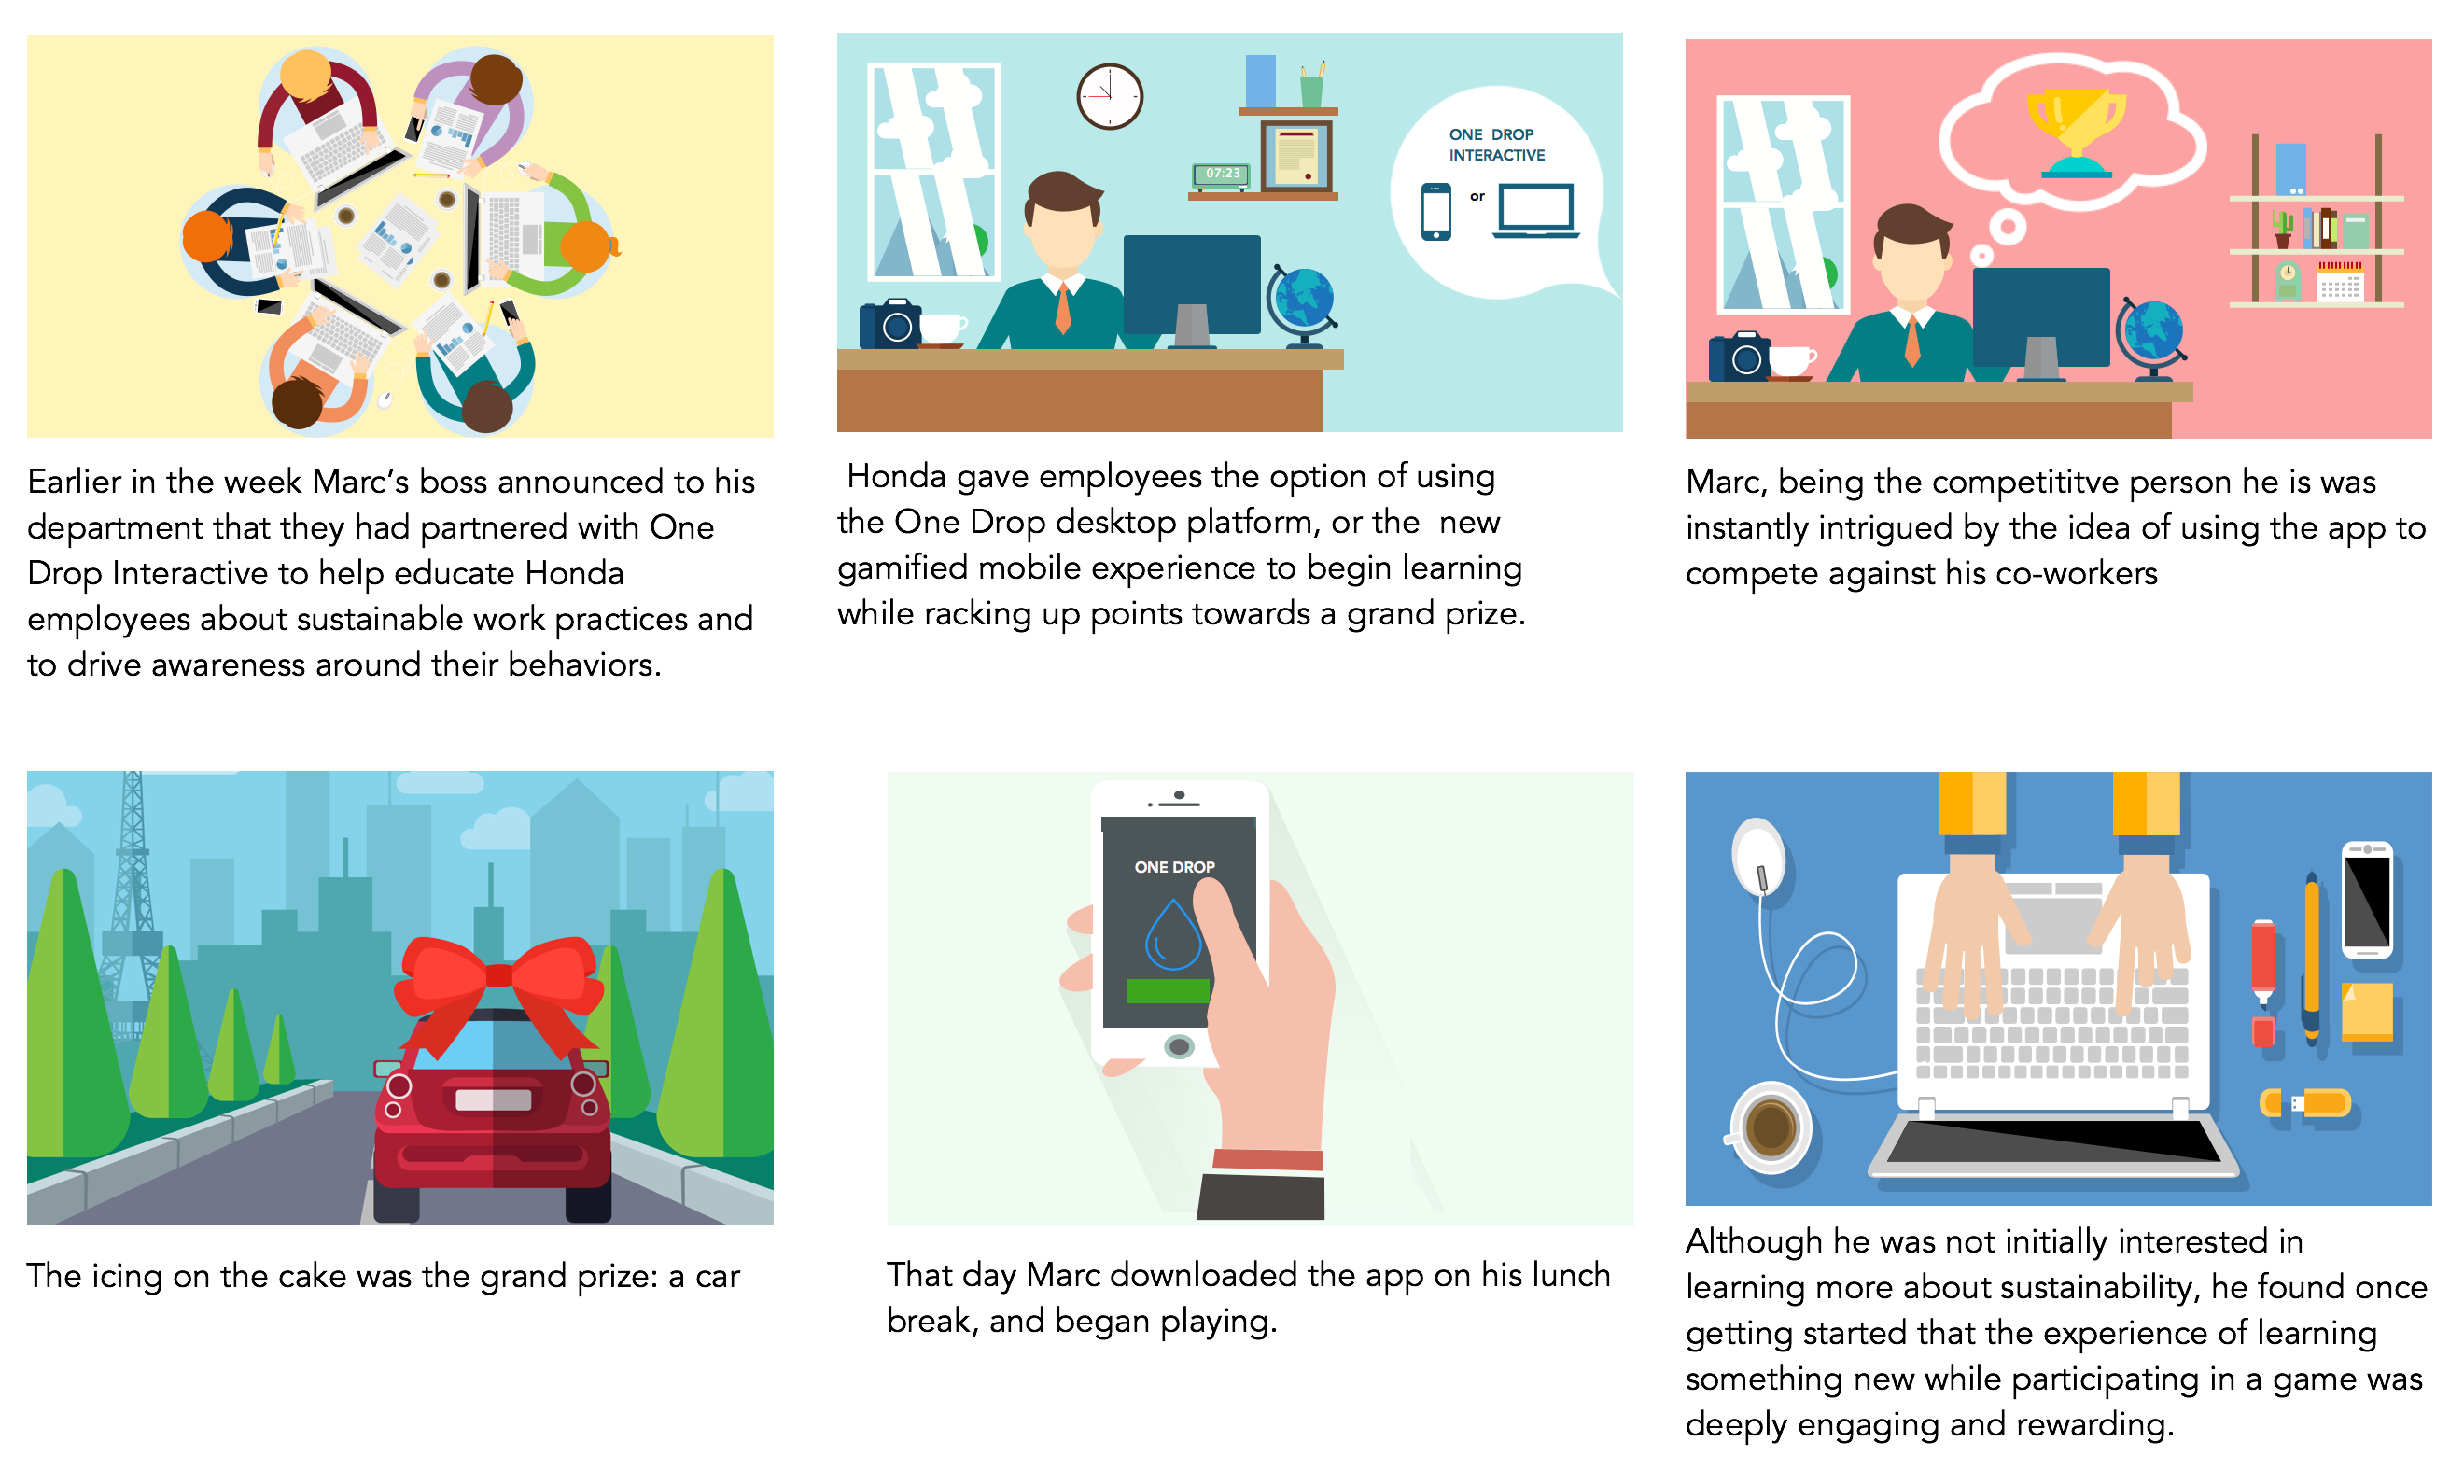 ONE DROP
INTERACTIVE
or
07:23
Earlier in the week Marc’s boss announced to his
department that they had partnered with One
Drop Interactive to help educate Honda
employees about sustainable work practices and
to drive awareness around their behaviors.
Honda gave employees the option of using
the One Drop desktop platform, or the new
gamified mobile experience to begin learning
while racking up points towards a grand prize.
Marc, being the competititve person he is was
instantly intrigued by the idea of using the app to
compete against his co-workers
The icing on the cake was the grand prize: a car
ONE DROP
That day Marc downloaded the app on his lunch
break, and began playing.
Although he was not initially interested in
learning more about sustainability, he found once
getting started that the experience of learning
something new while participating in a game was
deeply engaging and rewarding.